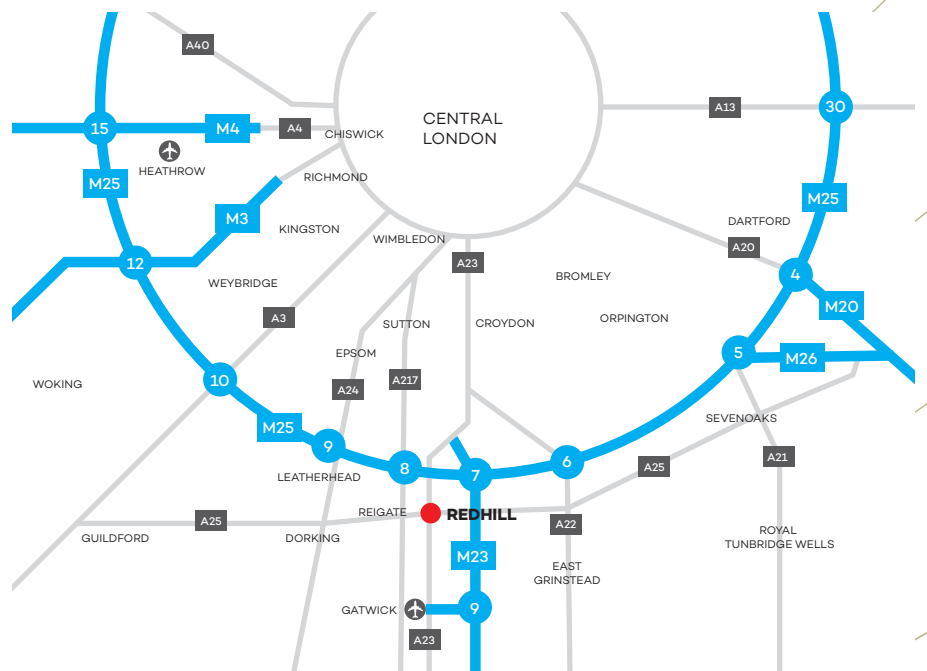 A40
CENTRAL
LONDON
A13
30
15
M4
A4
CHISWICK
HEATHROW
M25
RICHMOND
M25
M3
KINGSTON
DARTFORD
WIMBLEDON
A20
A23
12
4
BROMLEY
WEYBRIDGE
M20
A3
SUTTON
CROYDON
ORPINGTON
EPSOM
5
M26
WOKING
10
A24
A217
M25
SEVENOAKS
9
8
7
6
A25
A21
LEATHERHEAD
REIGATE
REDHILL
A25
A22
GUILDFORD
DORKING
ROYAL
TUNBRIDGE WELLS
M23
EAST
GRINSTEAD
GATWICK
9
A23